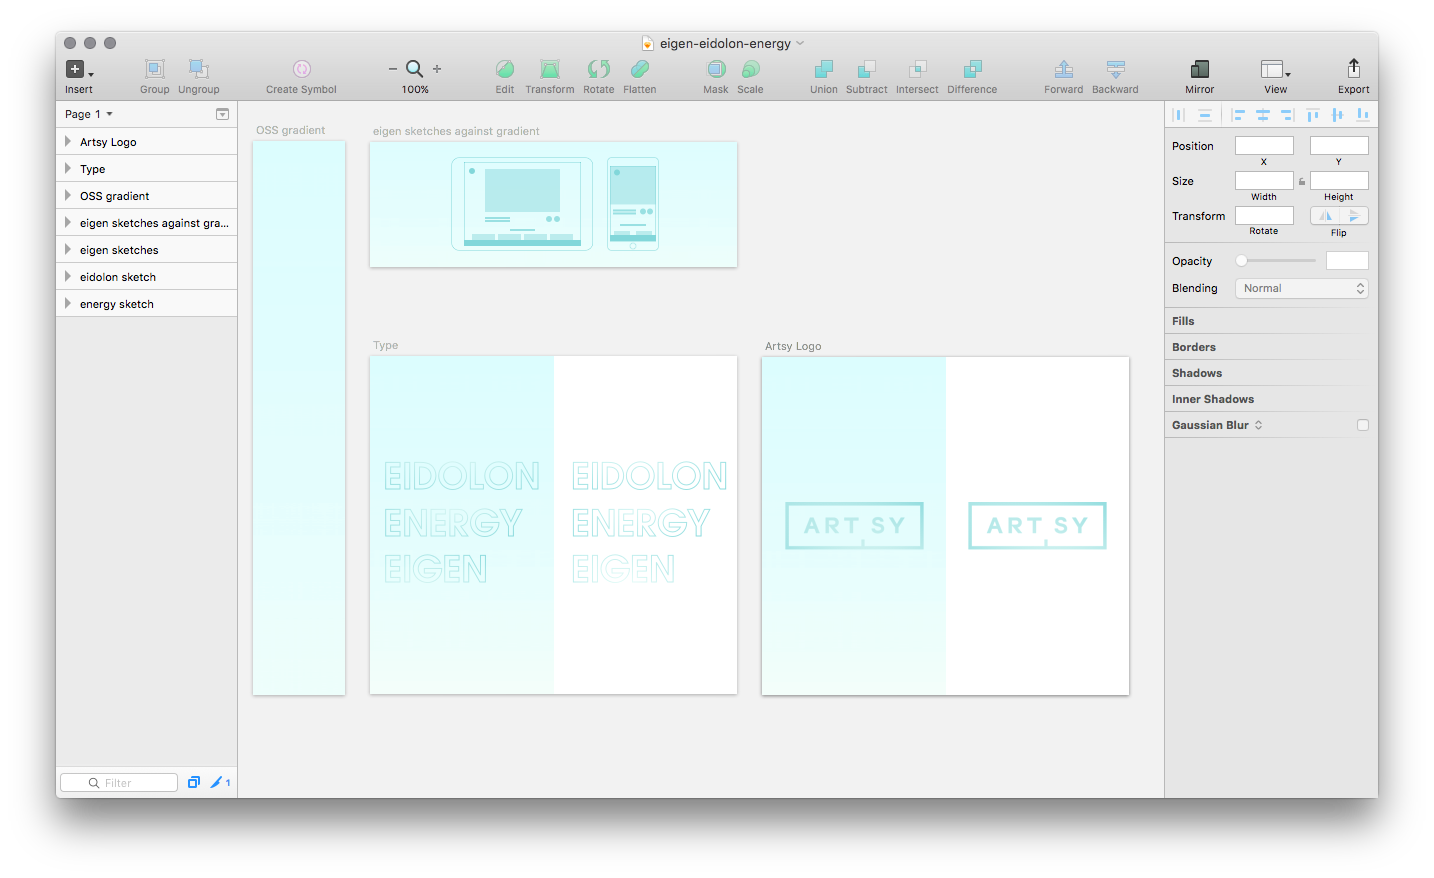 eigen-eidolon-energy
Insert
Group
Ungroup
Create Symbol
100%
Edit
Transform
Rotate
Flatten
Mask
Scale
Union
Subtract
Intersect
Difference
Forward
Backward
Mirror
View
Export
Page 1
Artsy Logo
Type
OSS gradient
eigen sketches against gra...
eigen sketches
eidolon sketch
energy sketch
Filter
1
OSS gradient
eigen sketches against gradient
Type
EIDOLON
ENERGY
EIGEN
EIDOLON
ENERGY
EIGEN
Artsy Logo
ART SY
ART SY
Position
X
Y
Size
Width
Height
Transform
Rotate
Flip
Opacity
Blending
Normal
Fills
Borders
Shadows
Inner Shadows
Gaussian Blur